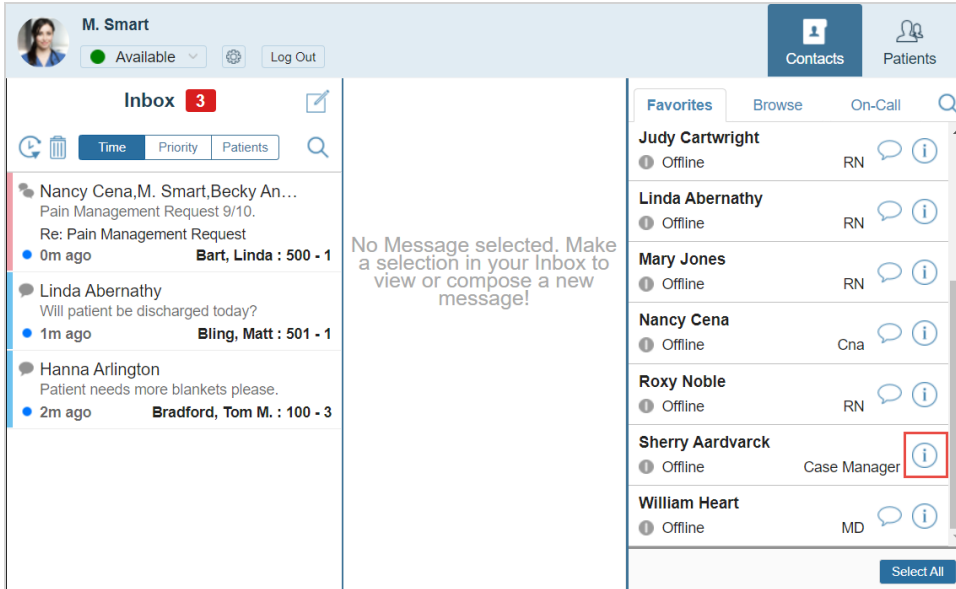 M. Smart
Available
Log Out
Contacts
Patients
Inbox 3
Time
Priority
Patients
Nancy Cena,M. Smart,Becky An…
Pain Management Request 9/10.
Re: Pain Management Request
0m ago Bart, Linda : 500 - 1
Linda Abernathy
Will patient be discharged today?
1m ago Bling, Matt : 501 - 1
Hanna Arlington
Patient needs more blankets please.
2m ago Bradford, Tom M. : 100 - 3
No Message selected. Make
a selection in your Inbox to
view or compose a new
message!
Favorites
Browse
On-Call
Judy Cartwright
Offline RN
Linda Abernathy
Offline RN
Mary Jones
Offline RN
Nancy Cena
Offline Cna
Roxy Noble
Offline RN
Sherry Aardvarck
Offline Case Manager
William Heart
Offline MD
Select All